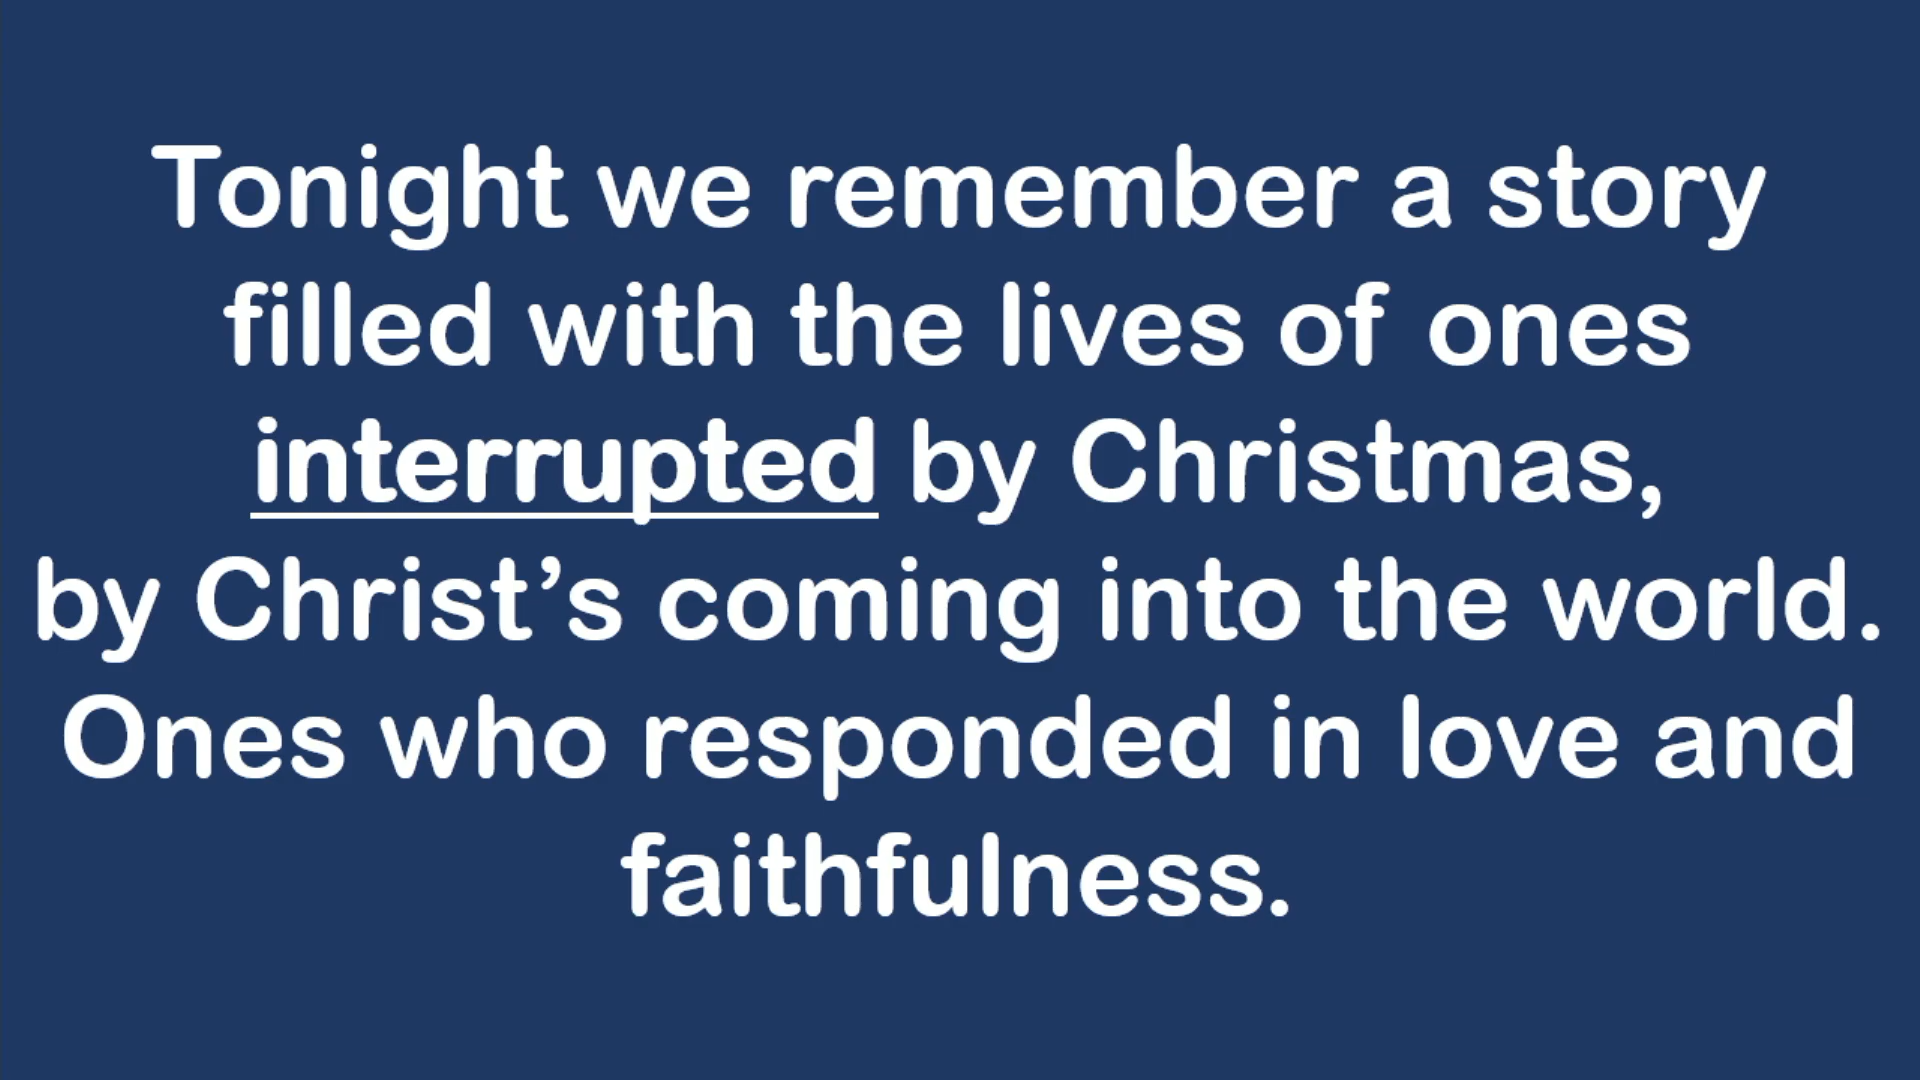 Tonight we remember a story
filled with the lives of ones
interrupted by Christmas,
by Christ’s coming into the world.
Ones who responded in love and
faithfulness.